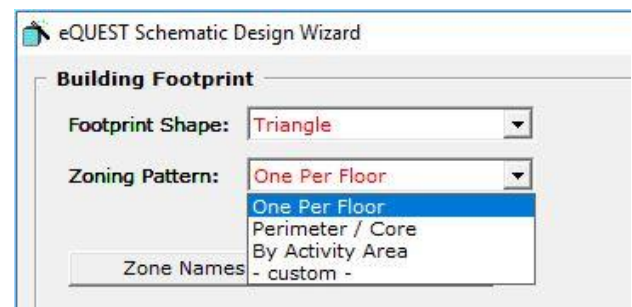 eQUEST Schematic Design Wizard
Building Footprint
Footprint Shape: Triangle
Zoning Pattern: One Per Floor
One Per Floor
Perimeter / Core
By Activity Area
Zone Names - custom -